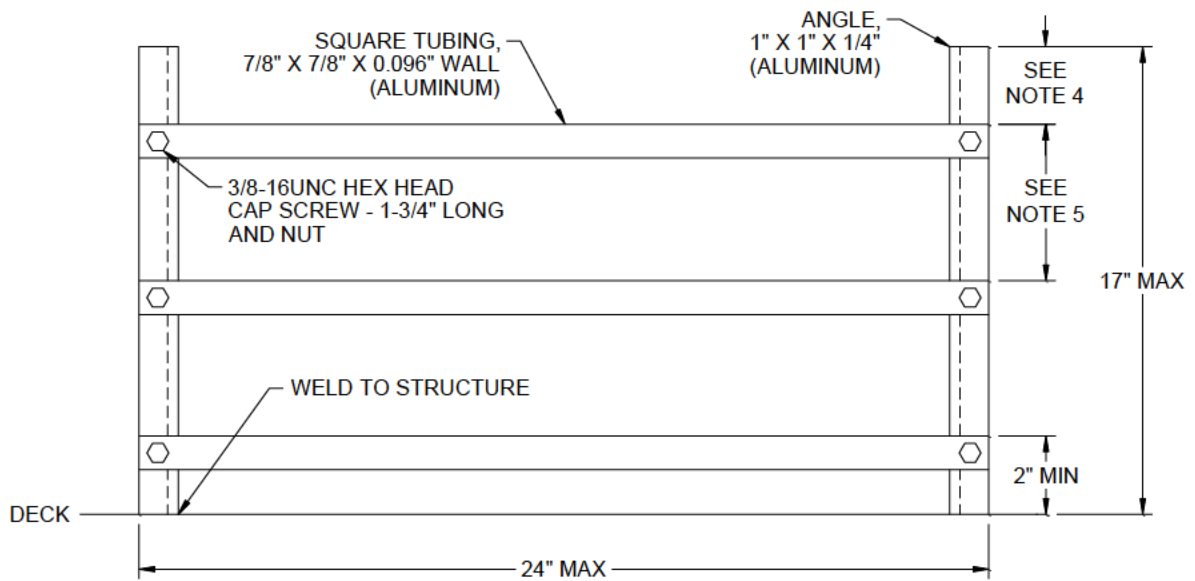 SQUARE TUBING,
7/8" X 7/8" X 0.096" WALL
(ALUMINUM)
ANGLE,
1" X 1" X 1/4"
(ALUMINUM)
SEE
NOTE 4
3/8-16UNC HEX HEAD
CAP SCREW - 1-3/4" LONG
AND NUT
SEE
NOTE 5
17" MAX
WELD TO STRUCTURE
2" MIN
DECK
24" MAX